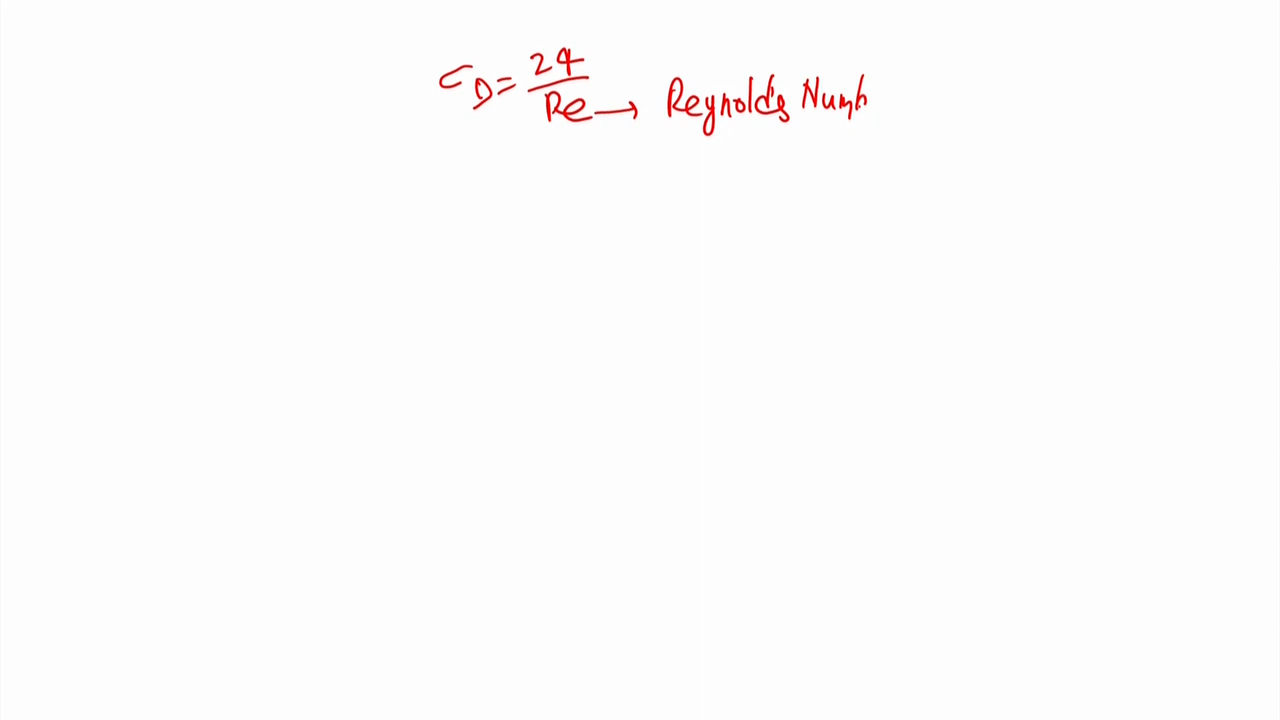 C_D = 24/Re → Reynold's Numb